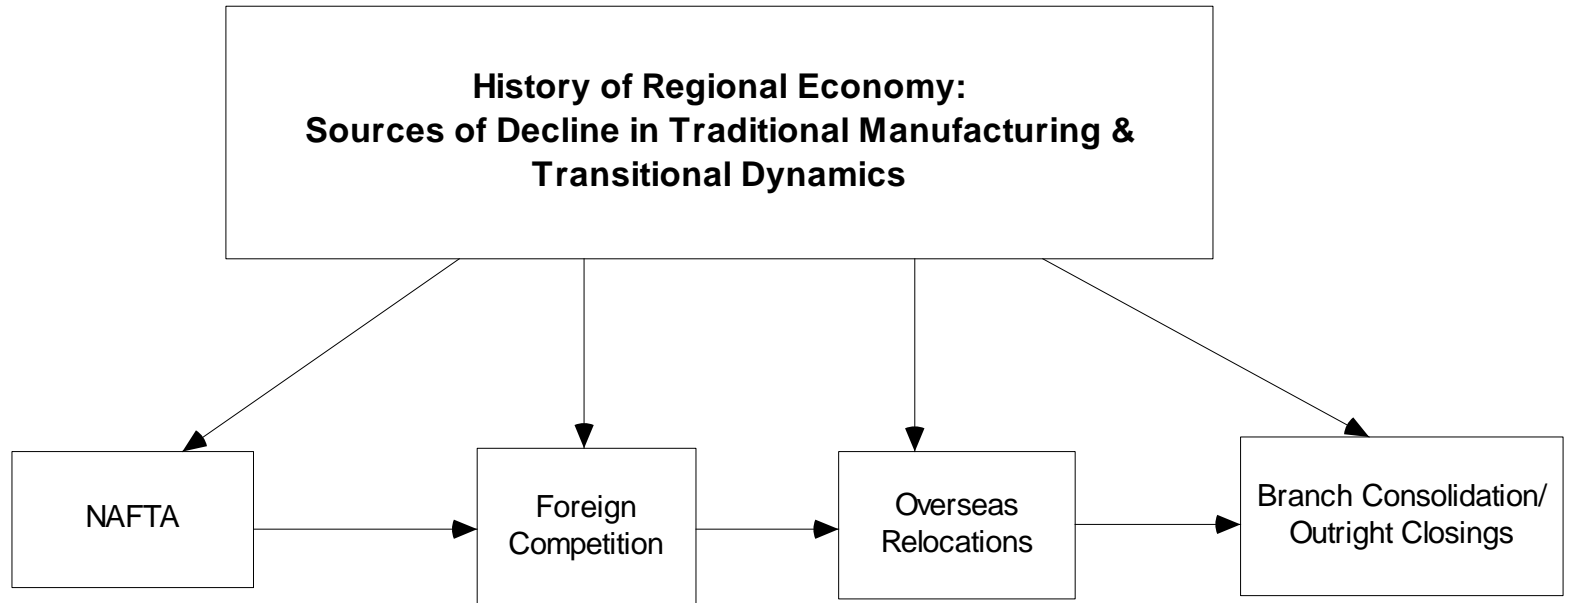 History of Regional Economy:
Sources of Decline in Traditional Manufacturing &
Transitional Dynamics
NAFTA
Foreign
Competition
Overseas
Relocations
Branch Consolidation/
Outright Closings